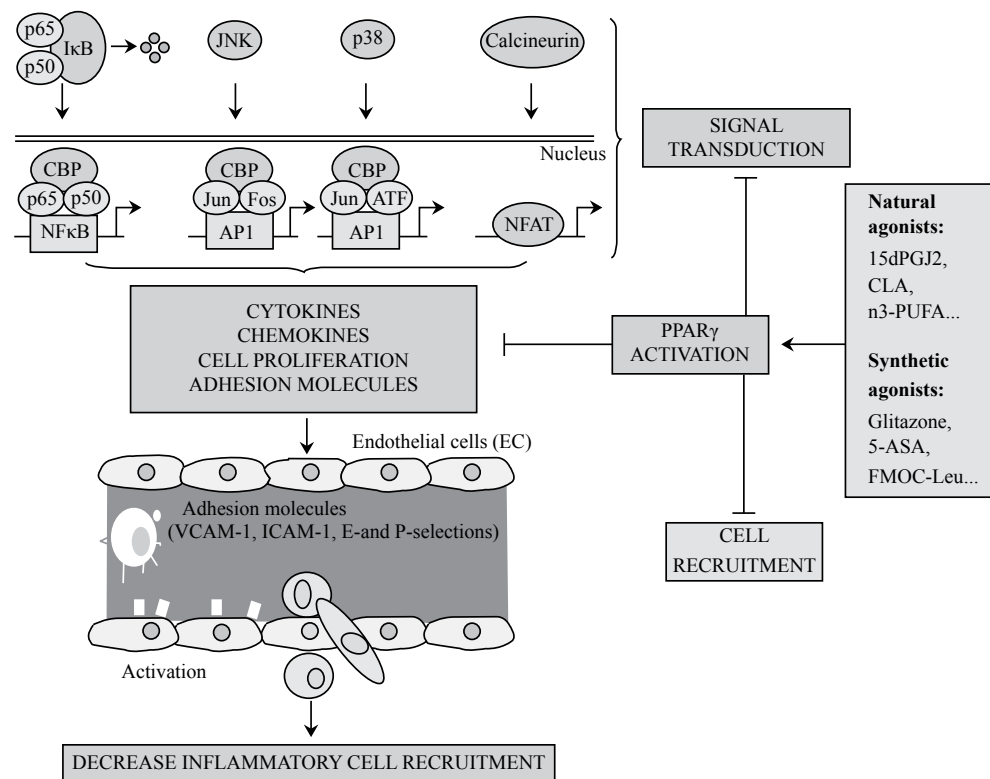 p65
IκB
p50
JNK
p38
Calcineurin
Nucleus
CBP
p65
p50
NFκB
CBP
Jun
Fos
AP1
CBP
Jun
ATF
AP1
NFAT
SIGNAL
TRANSDUCTION
CYTOKINES
CHEMOKINES
CELL PROLIFERATION
ADHESION MOLECULES
PPARγ
ACTIVATION
Natural
agonists:
15dPGJ2,
CLA,
n3-PUFA...
Synthetic
agonists:
Glitazone,
5-ASA,
FMOC-Leu...
Endothelial cells (EC)
Adhesion molecules
(VCAM-1, ICAM-1, E-and P-selections)
CELL
RECRUITMENT
Activation
DECREASE INFLAMMATORY CELL RECRUITMENT